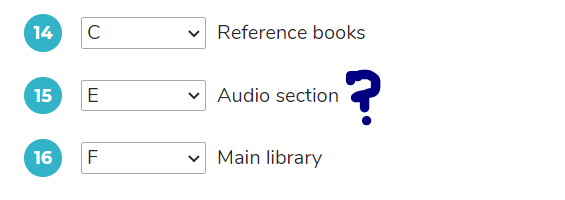 14 C Reference books
15 E Audio section ?
16 F Main library